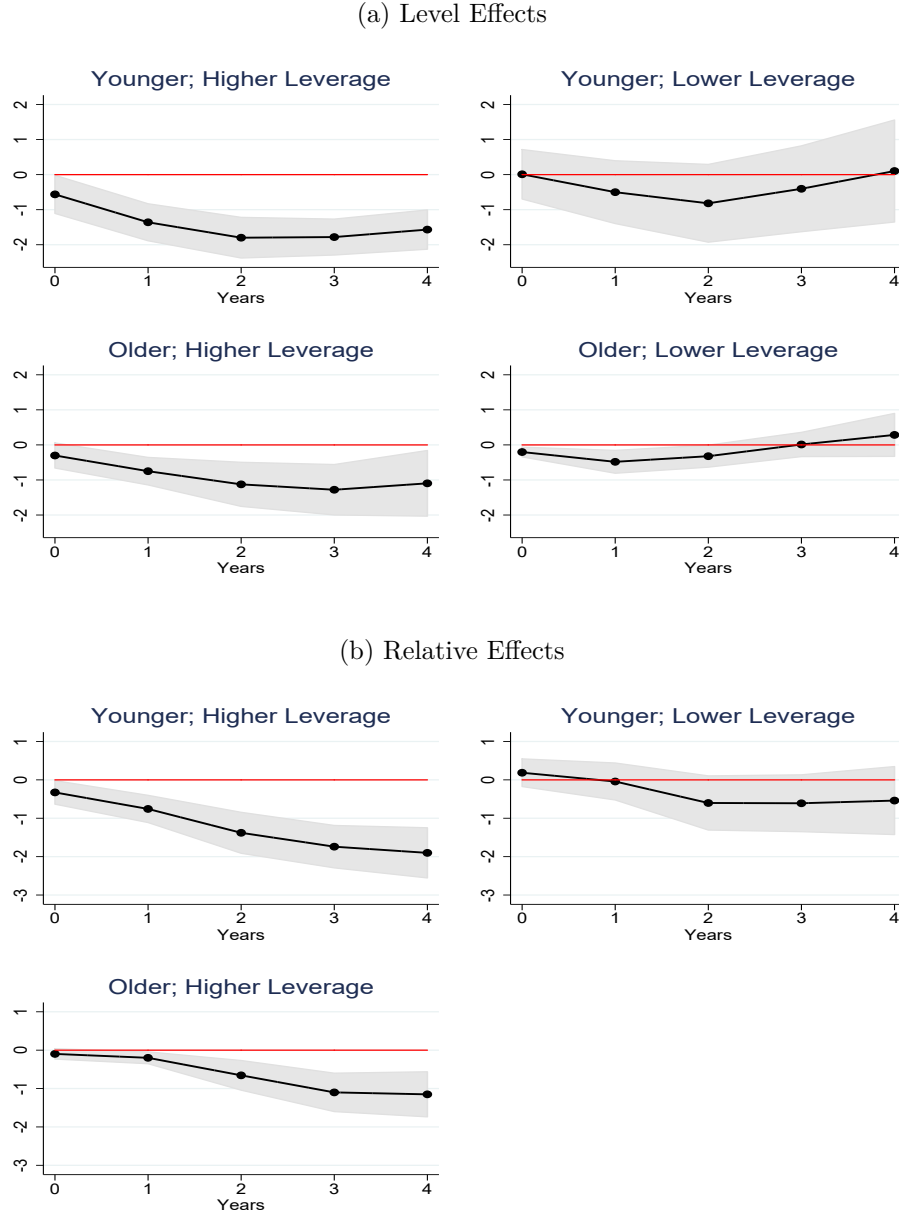 (a) Level Effects
Younger; Higher Leverage
2
1
0
-1
-2
0 1 2 3 4
Years
Younger; Lower Leverage
2
1
0
-1
-2
0 1 2 3 4
Years
Older; Higher Leverage
2
1
0
-1
-2
0 1 2 3 4
Years
Older; Lower Leverage
2
1
0
-1
-2
0 1 2 3 4
Years
(b) Relative Effects
Younger; Higher Leverage
1
0
-1
-2
-3
0 1 2 3 4
Years
Younger; Lower Leverage
1
0
-1
-2
-3
0 1 2 3 4
Years
Older; Higher Leverage
1
0
-1
-2
-3
0 1 2 3 4
Years